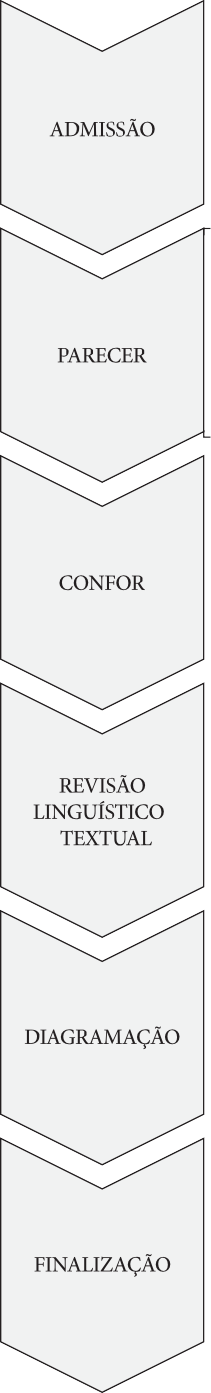 ADMISSÃO
PARECER
CONFOR
REVISÃO
LINGUÍSTICO
TEXTUAL
DIAGRAMAÇÃO
FINALIZAÇÃO